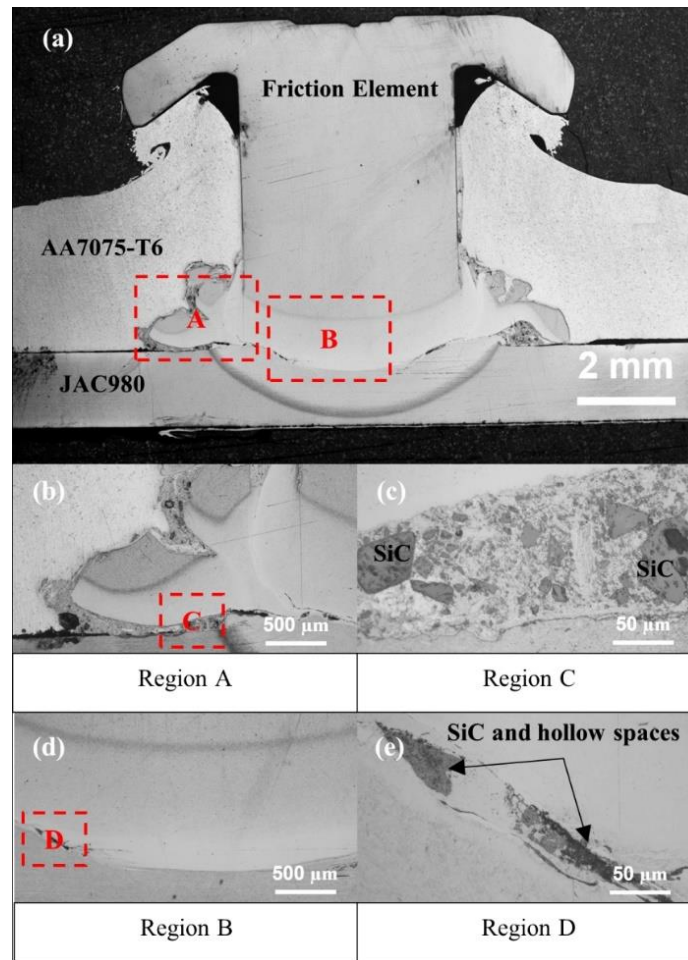 (a)
Friction Element
AA7075-T6
A
B
JAC980
2 mm
(b)
C
500 µm
(c)
SiC
SiC
50 µm
Region A
Region C
(d)
D
500 µm
(e)
SiC and hollow spaces
50 µm
Region B
Region D